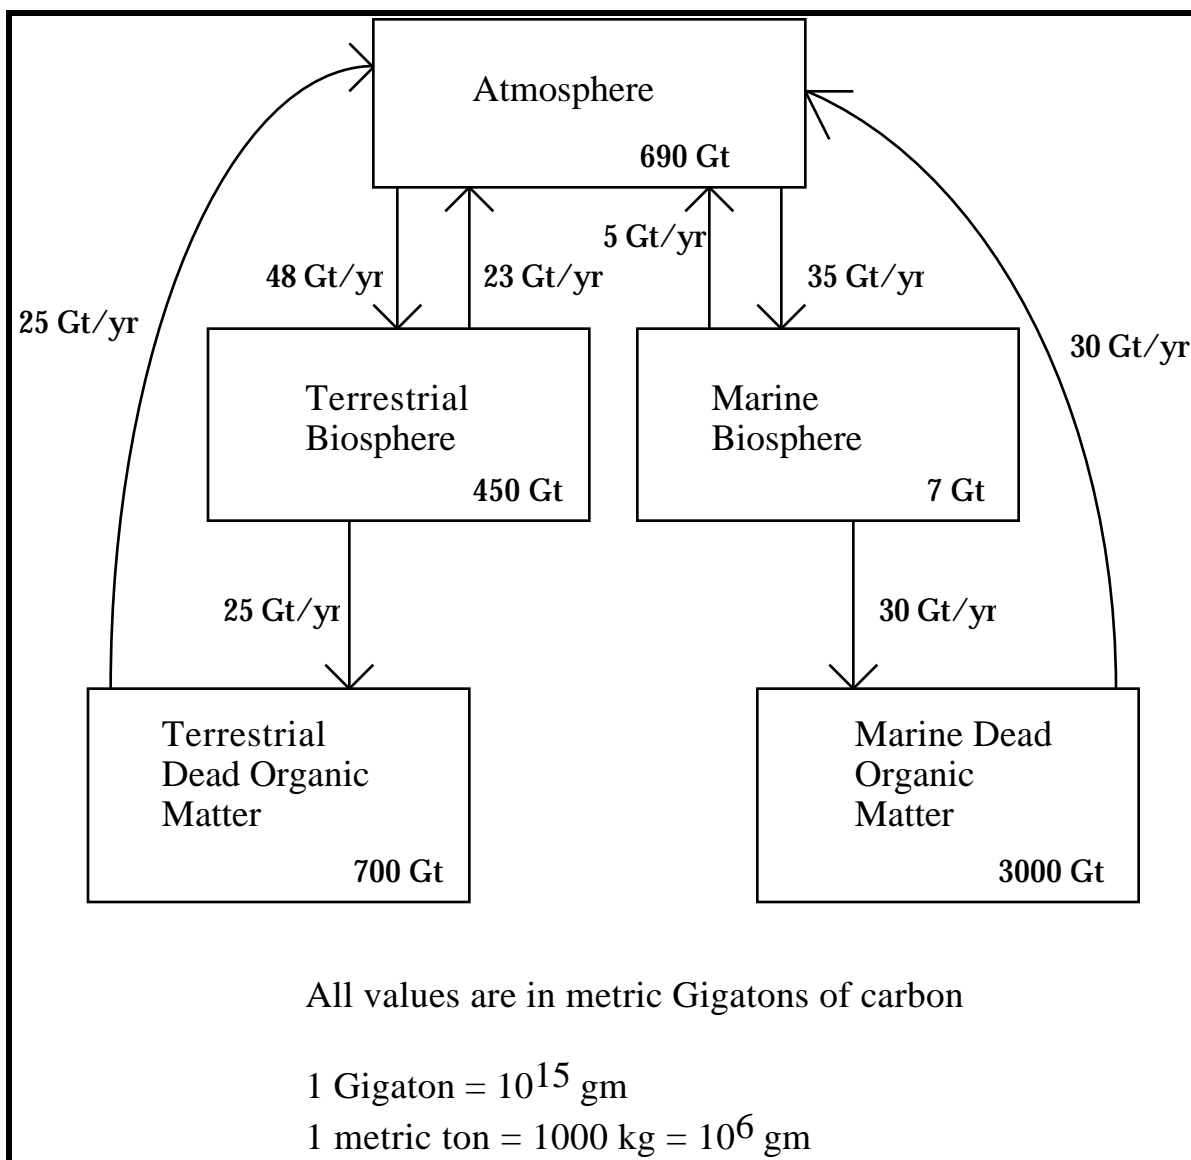 Atmosphere
690 Gt
48 Gt/yr
23 Gt/yr
5 Gt/yr
35 Gt/yr
25 Gt/yr
30 Gt/yr
Terrestrial
Biosphere
450 Gt
Marine
Biosphere
7 Gt
25 Gt/yr
30 Gt/yr
Terrestrial
Dead Organic
Matter
700 Gt
Marine Dead
Organic
Matter
3000 Gt
All values are in metric Gigatons of carbon
1 Gigaton = 10^15 gm
1 metric ton = 1000 kg = 10^6 gm